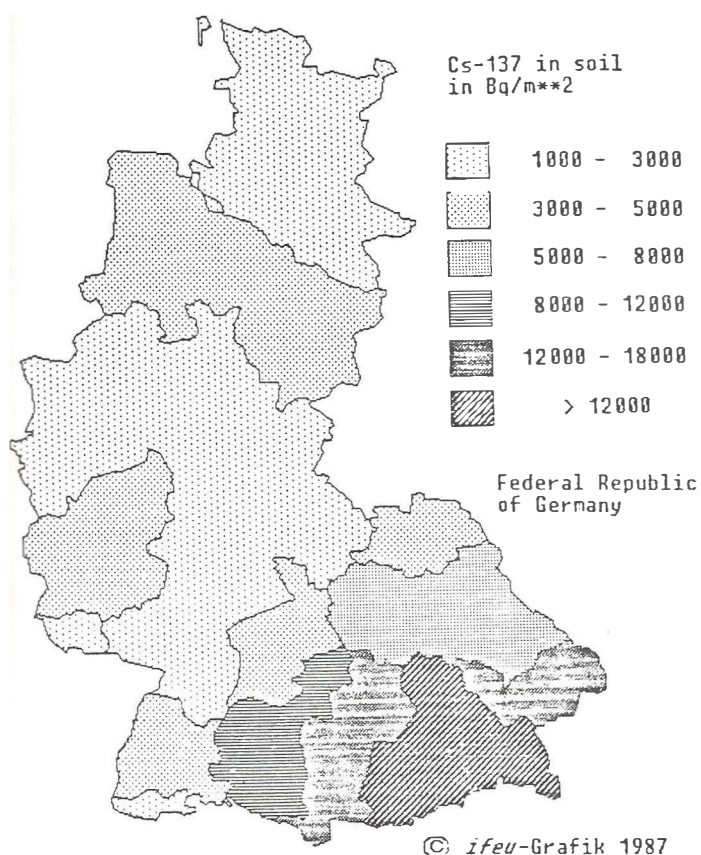 Cs-137 in soil
in Bq/m**2
1000 - 3000
3000 - 5000
5000 - 8000
8000 - 12000
12000 - 18000
> 12000
Federal Republic
of Germany
© ifeu-Grafik 1987